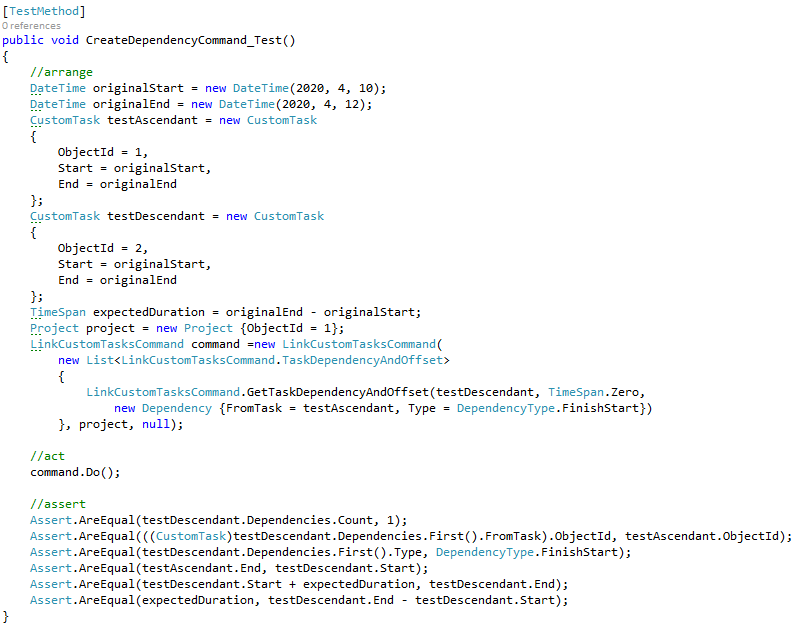 [TestMethod]
0 references
public void CreateDependencyCommand_Test()
{
    //arrange
    DateTime originalStart = new DateTime(2020, 4, 10);
    DateTime originalEnd = new DateTime(2020, 4, 12);
    CustomTask testAscendant = new CustomTask
    {
        ObjectId = 1,
        Start = originalStart,
        End = originalEnd
    };
    CustomTask testDescendant = new CustomTask
    {
        ObjectId = 2,
        Start = originalStart,
        End = originalEnd
    };
    TimeSpan expectedDuration = originalEnd - originalStart;
    Project project = new Project {ObjectId = 1};
    LinkCustomTasksCommand command =new LinkCustomTasksCommand(
        new List<LinkCustomTasksCommand.TaskDependencyAndOffset>
        {
            LinkCustomTasksCommand.GetTaskDependencyAndOffset(testDescendant, TimeSpan.Zero,
                new Dependency {FromTask = testAscendant, Type = DependencyType.FinishStart})
        }, project, null);

    //act
    command.Do();

    //assert
    Assert.AreEqual(testDescendant.Dependencies.Count, 1);
    Assert.AreEqual(((CustomTask)testDescendant.Dependencies.First().FromTask).ObjectId, testAscendant.ObjectId);
    Assert.AreEqual(testDescendant.Dependencies.First().Type, DependencyType.FinishStart);
    Assert.AreEqual(testAscendant.End, testDescendant.Start);
    Assert.AreEqual(testDescendant.Start + expectedDuration, testDescendant.End);
    Assert.AreEqual(expectedDuration, testDescendant.End - testDescendant.Start);
}